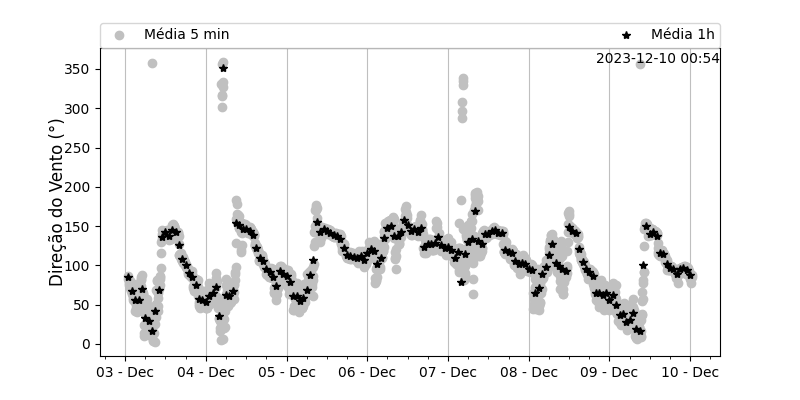 Média 5 min
Média 1h
2023-12-10 00:54
Direção do Vento (°)
350
300
250
200
150
100
50
0
03 - Dec
04 - Dec
05 - Dec
06 - Dec
07 - Dec
08 - Dec
09 - Dec
10 - Dec